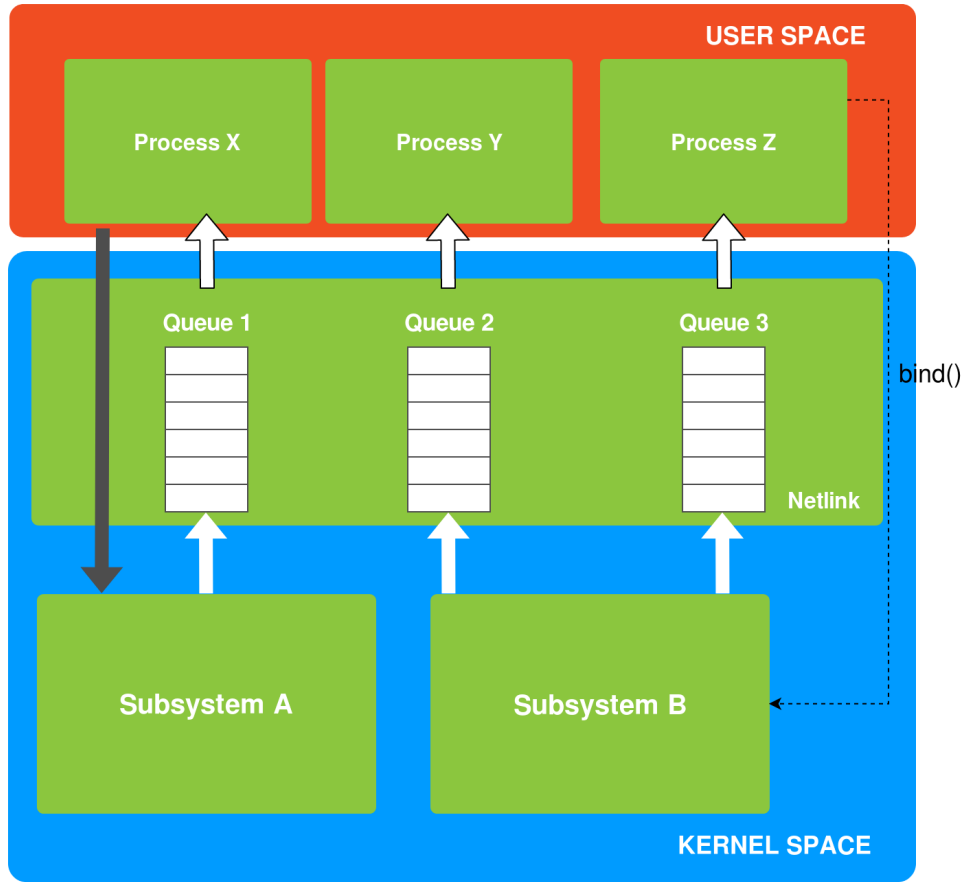 USER SPACE
Process X
Process Y
Process Z
Queue 1
Queue 2
Queue 3
bind()
Netlink
Subsystem A
Subsystem B
KERNEL SPACE